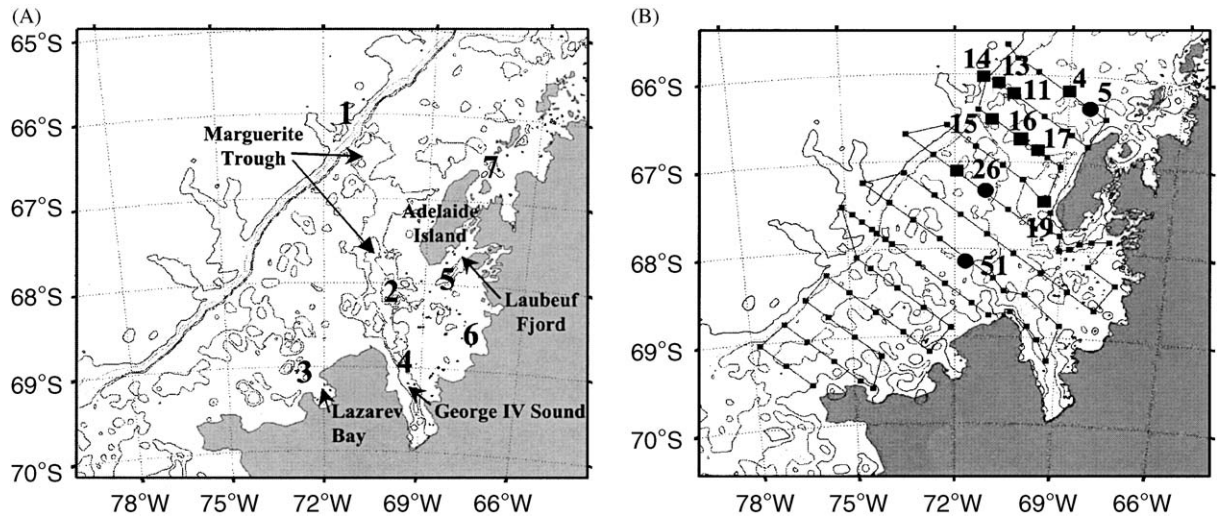 (A)
65°S
66°S
67°S
68°S
69°S
70°S
78°W
75°W
72°W
69°W
66°W
1
Marguerite
Trough
7
Adelaide
Island
5
2
Laubeuf
Fjord
6
4
3
Lazarev
Bay
George IV Sound
(B)
65°S
66°S
67°S
68°S
69°S
70°S
78°W
75°W
72°W
69°W
66°W
14
13
4
11
5
15
16
17
26
19
51